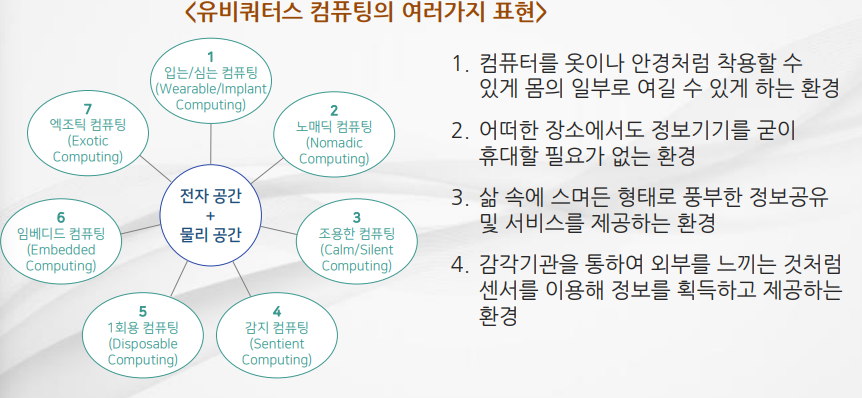 <유비쿼터스 컴퓨팅의 여러가지 표현>
1
입는/심는 컴퓨팅
(Wearable/Implant
Computing)
2
노매딕 컴퓨팅
(Nomadic
Computing)
3
조용한 컴퓨팅
(Calm/Silent
Computing)
4
감지 컴퓨팅
(Sentient
Computing)
5
1회용 컴퓨팅
(Disposable
Computing)
6
임베디드 컴퓨팅
(Embedded
Computing)
7
엑조틱 컴퓨팅
(Exotic
Computing)
전자 공간
+
물리 공간
1. 컴퓨터를 옷이나 안경처럼 착용할 수
있게 몸의 일부로 여길 수 있게 하는 환경
2. 어떠한 장소에서도 정보기기를 굳이
휴대할 필요가 없는 환경
3. 삶 속에 스며든 형태로 풍부한 정보공유
및 서비스를 제공하는 환경
4. 감각기관을 통하여 외부를 느끼는 것처럼
센서를 이용해 정보를 획득하고 제공하는
환경